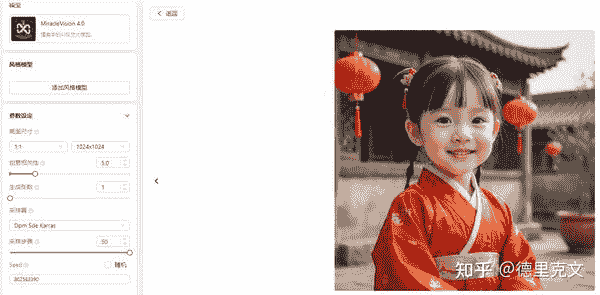 模型
MiracleVision 4.0
返回
风格模型
添加风格模型
参数设定
画面尺寸
1:1
1024x1024
创意相关性
5.0
生成张数
1
采样器
Dpm Sde Karras
采样步骤
50
Seed
随机
知乎 @德里克文